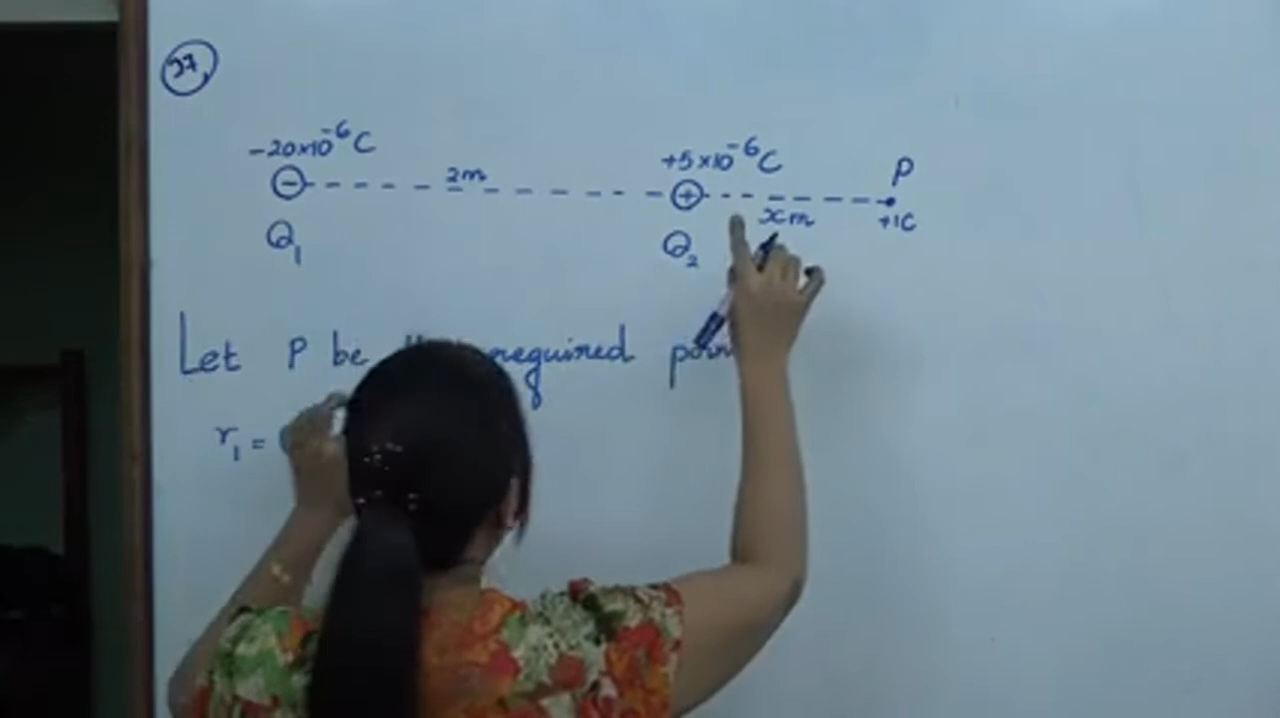 27,
-20×10⁻⁶C +5×10⁻⁶C P
2m xm +1C
Q₁ Q₂
Let P be required
r₁ =